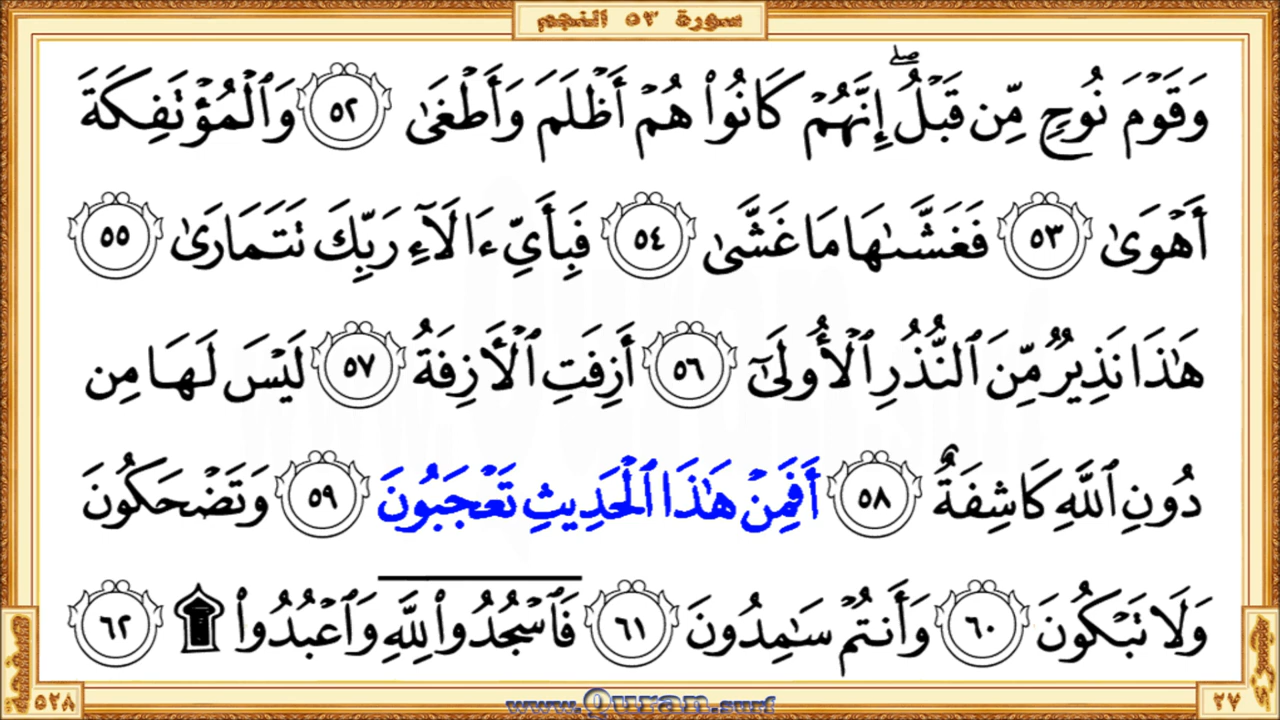 سورة ٥٣ النجم
وَقَوْمَ نُوحٍ مِّن قَبْلُ ۖ إِنَّهُمْ كَانُوا۟ هُمْ أَظْلَمَ وَأَطْغَىٰ ٥٢ وَٱلْمُؤْتَفِكَةَ
أَهْوَىٰ ٥٣ فَغَشَّىٰهَا مَا غَشَّىٰ ٥٤ فَبِأَىِّ ءَالَآءِ رَبِّكَ تَتَمَارَىٰ ٥٥
هَٰذَا نَذِيرٌ مِّنَ ٱلنُّذُرِ ٱلْأُولَىٰٓ ٥٦ أَزِفَتِ ٱلْءَازِفَةُ ٥٧ لَيْسَ لَهَا مِن
دُونِ ٱللَّهِ كَاشِفَةٌ ٥٨ أَفَمِنْ هَٰذَا ٱلْحَدِيثِ تَعْجَبُونَ ٥٩ وَتَضْحَكُونَ
وَلَا تَبْكُونَ ٦٠ وَأَنتُمْ سَٰمِدُونَ ٦١ فَٱسْجُدُوا۟ لِلَّهِ وَٱعْبُدُوا۟ ۩ ٦٢
صفحة ٥٢٨
www.Quran.surf
جزء ٢٧